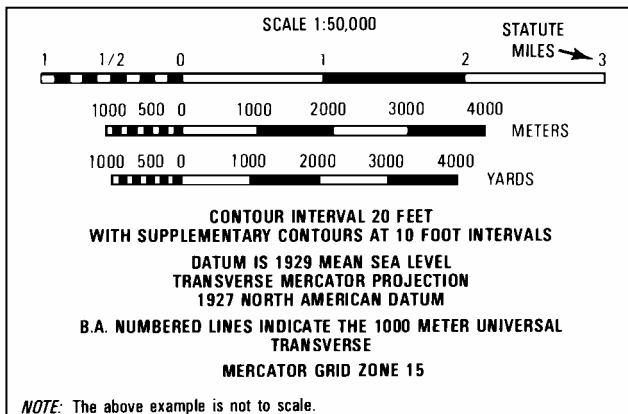 SCALE 1:50,000
STATUTE
MILES
1 1/2 0 1 2 3
1000 500 0 1000 2000 3000 4000
METERS
1000 500 0 1000 2000 3000 4000
YARDS
CONTOUR INTERVAL 20 FEET
WITH SUPPLEMENTARY CONTOURS AT 10 FOOT INTERVALS
DATUM IS 1929 MEAN SEA LEVEL
TRANSVERSE MERCATOR PROJECTION
1927 NORTH AMERICAN DATUM
B.A. NUMBERED LINES INDICATE THE 1000 METER UNIVERSAL
TRANSVERSE
MERCATOR GRID ZONE 15
NOTE: The above example is not to scale.